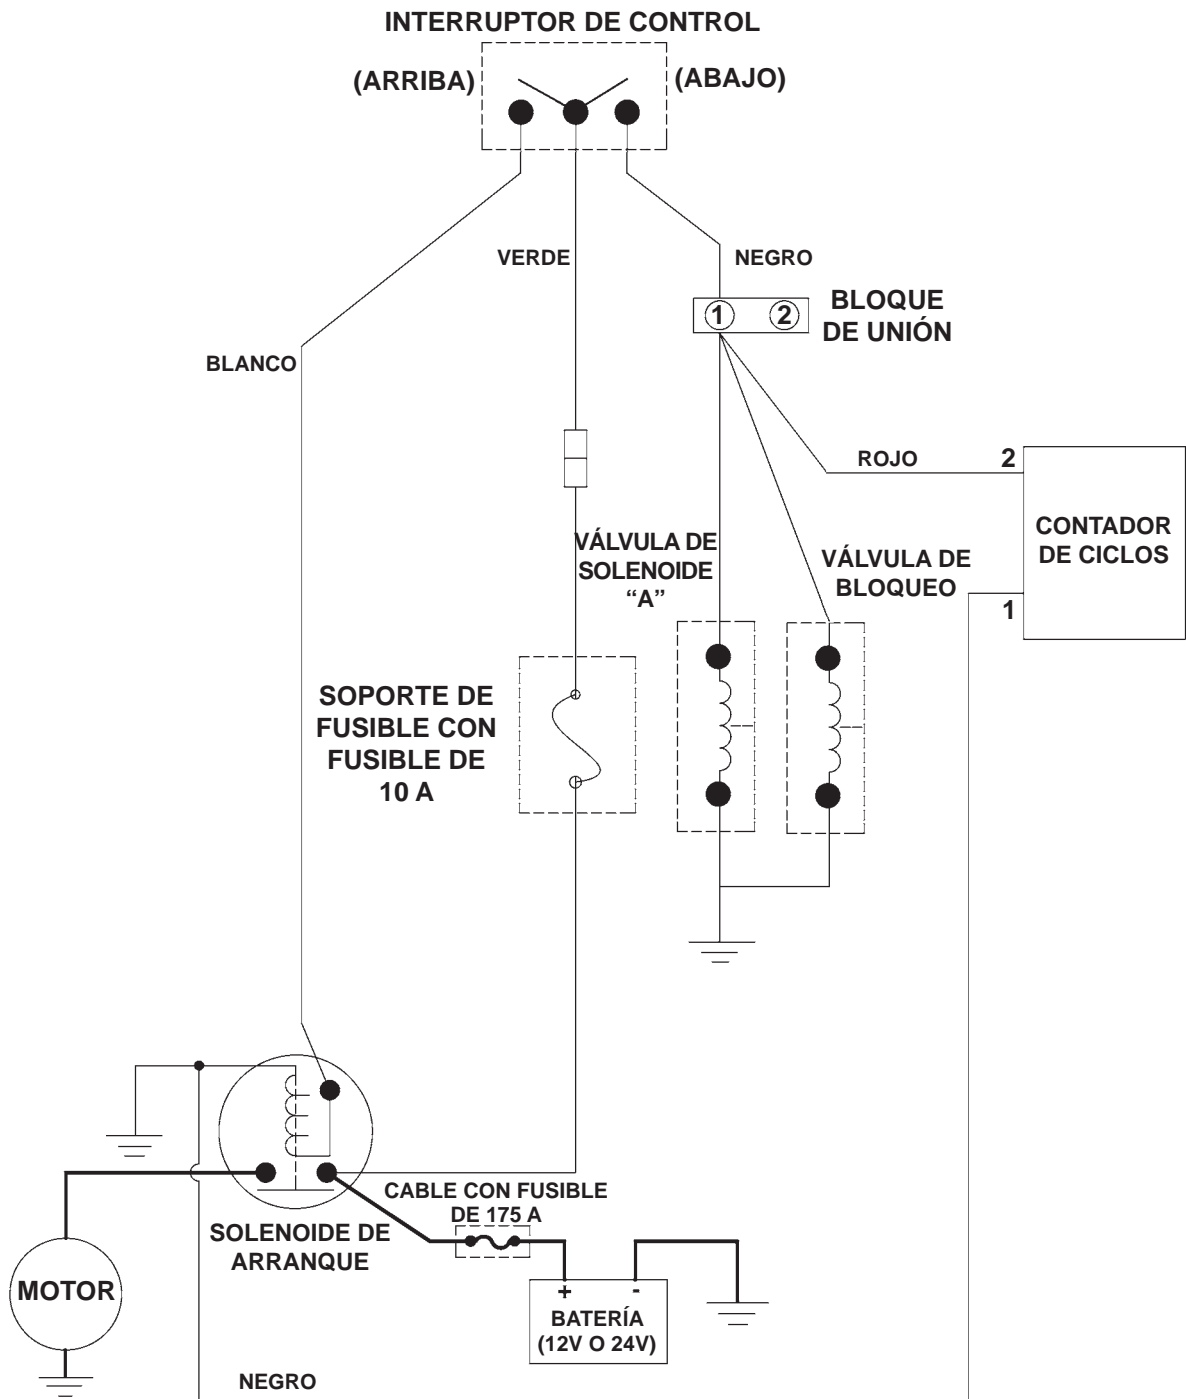 INTERRUPTOR DE CONTROL
(ARRIBA)
(ABAJO)
VERDE
NEGRO
1
2
BLOQUE
DE UNIÓN
BLANCO
ROJO
2
CONTADOR
DE CICLOS
1
VÁLVULA DE
SOLENOIDE
“A”
VÁLVULA DE
BLOQUEO
SOPORTE DE
FUSIBLE CON
FUSIBLE DE
10 A
CABLE CON FUSIBLE
DE 175 A
SOLENOIDE DE
ARRANQUE
MOTOR
+
-
BATERÍA
(12V O 24V)
NEGRO